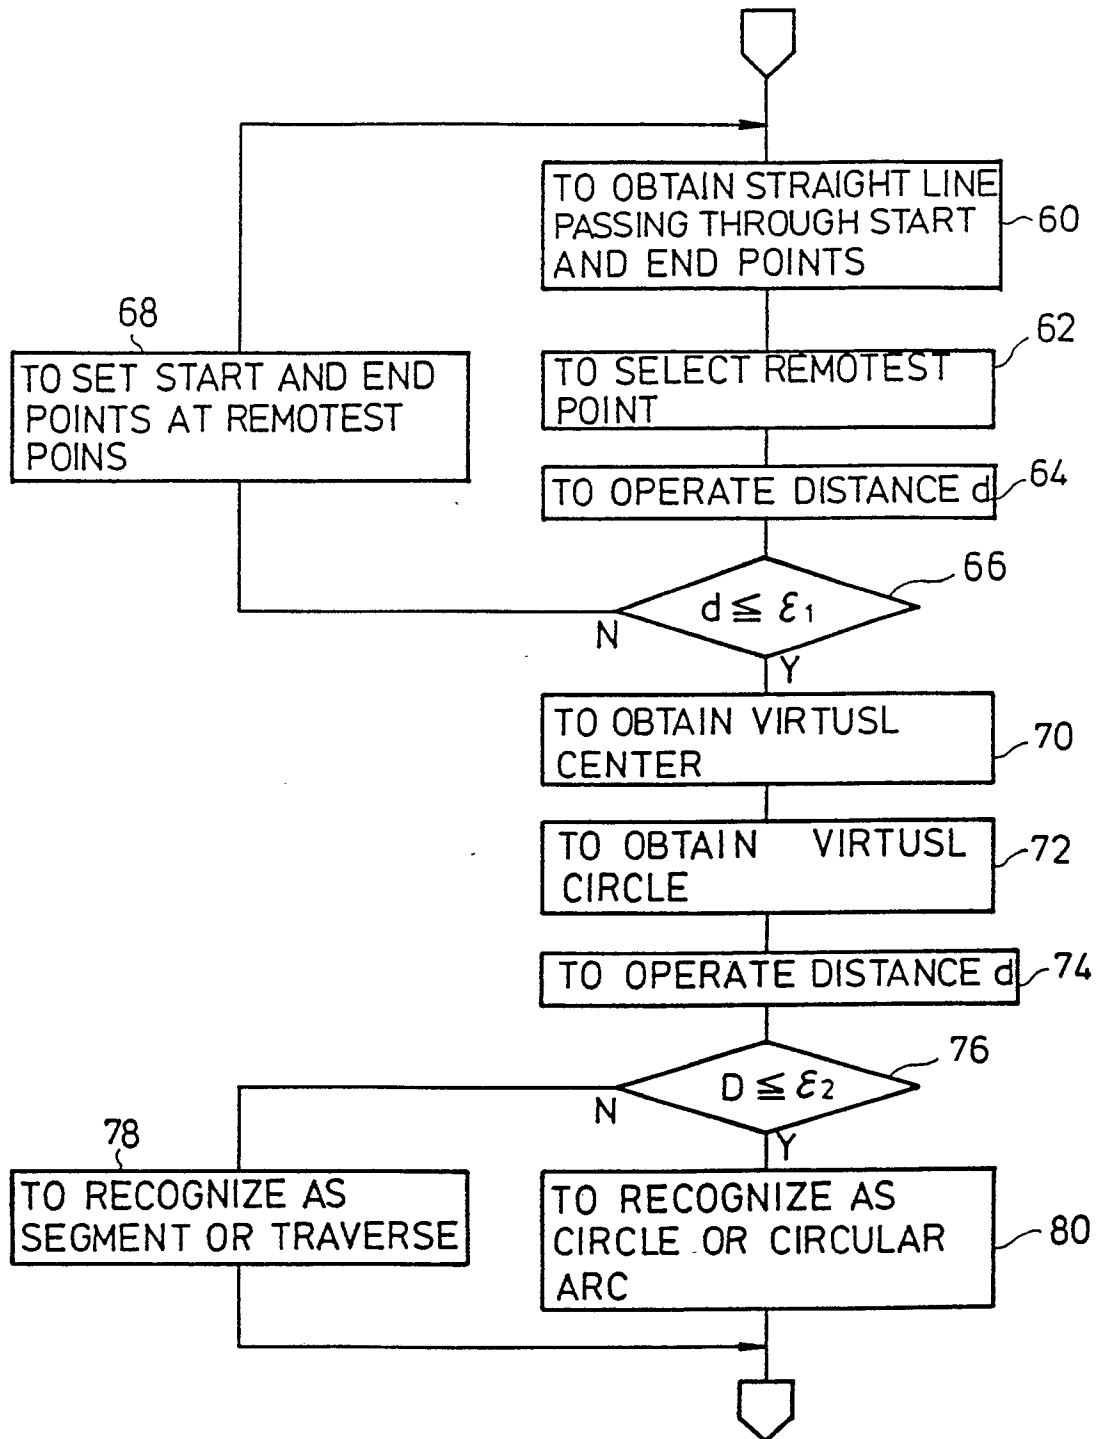 TO OBTAIN STRAIGHT LINE
PASSING THROUGH START
AND END POINTS
60
68
TO SET START AND END
POINTS AT REMOTEST
POINS
62
TO SELECT REMOTEST
POINT
64
TO OPERATE DISTANCE d
66
d ≦ ε1
N
Y
TO OBTAIN VIRTUSL
CENTER
70
TO OBTAIN VIRTUSL
CIRCLE
72
TO OPERATE DISTANCE d
74
76
D ≦ ε2
N
Y
78
TO RECOGNIZE AS
SEGMENT OR TRAVERSE
TO RECOGNIZE AS
CIRCLE OR CIRCULAR
ARC
80